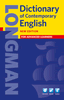 LONGMAN
Dictionary
of Contemporary
English
NEW EDITION
FOR ADVANCED LEARNERS